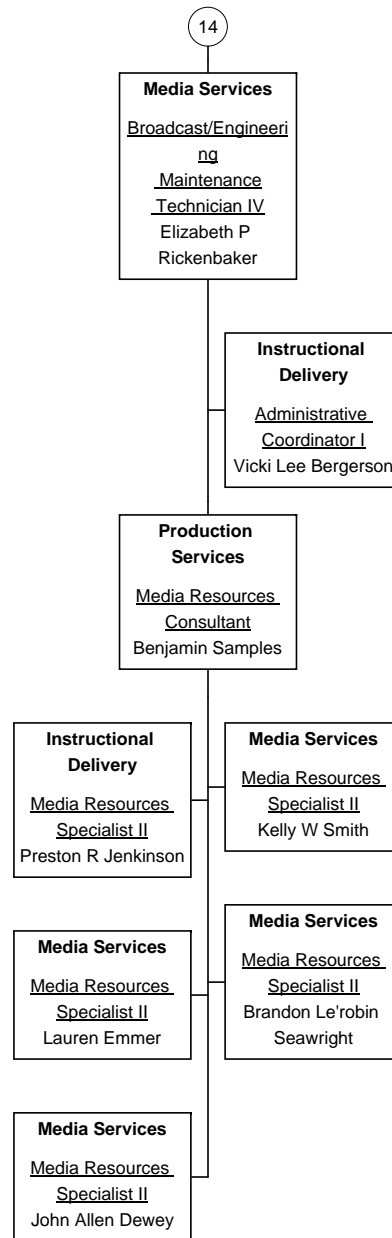 14
Media Services
Broadcast/Engineeri
ng
Maintenance
Technician IV
Elizabeth P
Rickenbaker
Instructional
Delivery
Administrative
Coordinator I
Vicki Lee Bergerson
Production
Services
Media Resources
Consultant
Benjamin Samples
Instructional
Delivery
Media Resources
Specialist II
Preston R Jenkinson
Media Services
Media Resources
Specialist II
Kelly W Smith
Media Services
Media Resources
Specialist II
Lauren Emmer
Media Services
Media Resources
Specialist II
Brandon Le'robin
Seawright
Media Services
Media Resources
Specialist II
John Allen Dewey